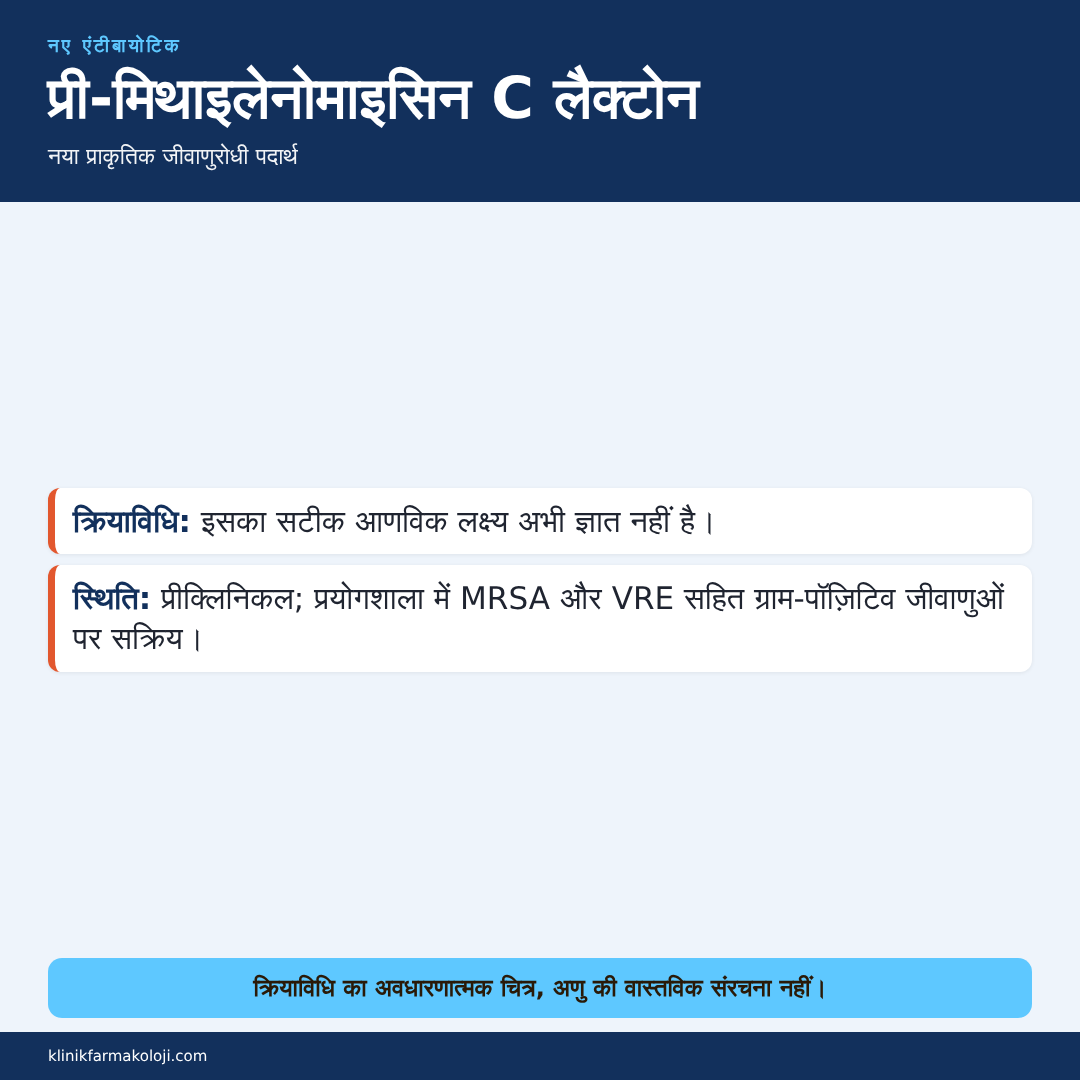 नए एंटीबायोटिक
प्री-मिथाइलेनोमाइसिन C लैक्टोन
नया प्राकृतिक जीवाणुरोधी पदार्थ
क्रियाविधि: इसका सटीक आणविक लक्ष्य अभी ज्ञात नहीं है।
स्थिति: प्रीक्लिनिकल; प्रयोगशाला में MRSA और VRE सहित ग्राम-पॉज़िटिव जीवाणुओं
पर सक्रिय।
क्रियाविधि का अवधारणात्मक चित्र, अणु की वास्तविक संरचना नहीं।
klinikfarmakoloji.com